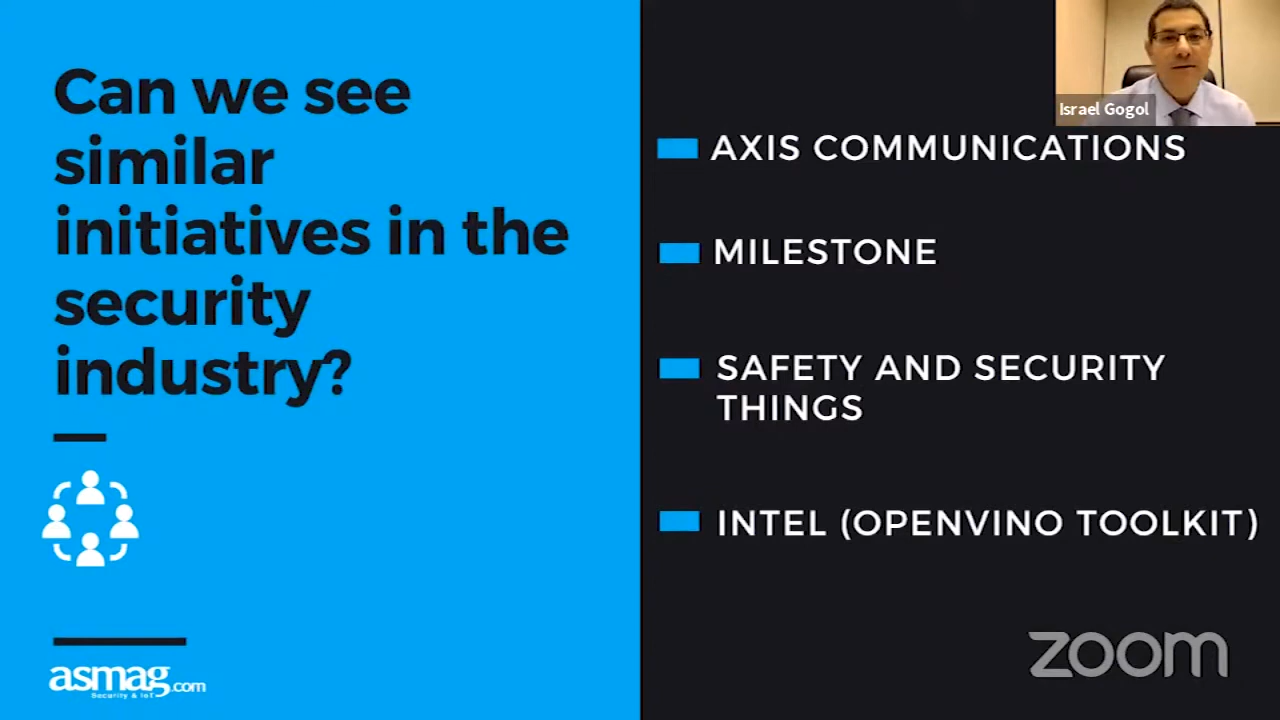 Can we see
similar
initiatives in the
security
industry?
asmag.com
Security & IoT
Israel Gogol
AXIS COMMUNICATIONS
MILESTONE
SAFETY AND SECURITY
THINGS
INTEL (OPENVINO TOOLKIT)
zoom